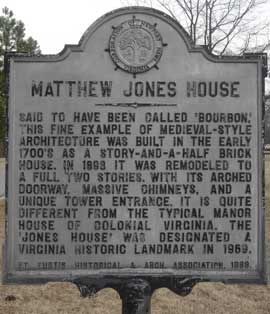 MATTHEW JONES HOUSE
SAID TO HAVE BEEN CALLED 'BOURBON,'
THIS FINE EXAMPLE OF MEDIEVAL-STYLE
ARCHITECTURE WAS BUILT IN THE EARLY
1700'S AS A STORY-AND-A-HALF BRICK
HOUSE. IN 1893 IT WAS REMODELED TO
A FULL TWO STORIES. WITH ITS ARCHED
DOORWAY, MASSIVE CHIMNEYS, AND A
UNIQUE TOWER ENTRANCE, IT IS QUITE
DIFFERENT FROM THE TYPICAL MANOR
HOUSE OF COLONIAL VIRGINIA. THE
'JONES HOUSE' WAS DESIGNATED A
VIRGINIA HISTORIC LANDMARK IN 1969.
FT. EUSTIS HISTORICAL & ARCH. ASSOCIATION, 1989.